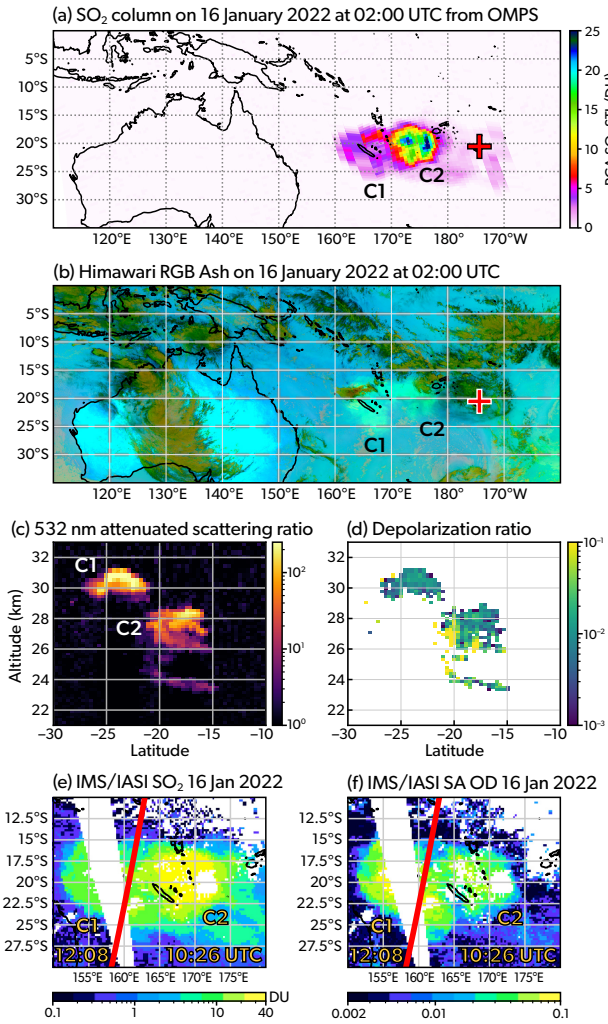 (a) SO₂ column on 16 January 2022 at 02:00 UTC from OMPS
5°S
10°S
15°S
20°S
25°S
30°S
C1
C2
120°E 130°E 140°E 150°E 160°E 170°E 180° 170°W
25
20
15
10
5
0
(b) Himawari RGB Ash on 16 January 2022 at 02:00 UTC
5°S
10°S
15°S
20°S
25°S
30°S
C1
C2
120°E 130°E 140°E 150°E 160°E 170°E 180° 170°W
(c) 532 nm attenuated scattering ratio
C1
C2
32
30
28
26
24
22
Altitude (km)
−30 −25 −20 −15 −10
Latitude
10²
10¹
10⁰
(d) Depolarization ratio
32
30
28
26
24
22
−30 −25 −20 −15 −10
Latitude
10⁻¹
10⁻²
10⁻³
(e) IMS/IASI SO₂ 16 Jan 2022
12.5°S
15°S
17.5°S
20°S
22.5°S
25°S
27.5°S
C1
C2
12:08 10:26 UTC
155°E 160°E 165°E 170°E 175°E
0.1 1 10 40
DU
(f) IMS/IASI SA OD 16 Jan 2022
12.5°S
15°S
17.5°S
20°S
22.5°S
25°S
27.5°S
C1
C2
12:08 10:26 UTC
155°E 160°E 165°E 170°E 175°E
0.002 0.01 0.1